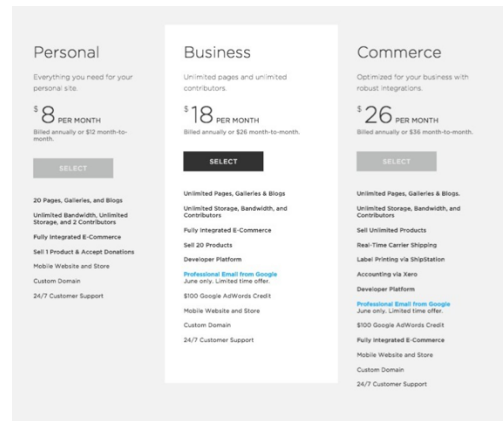 Personal
Everything you need for your
personal site.
$8 PER MONTH
Billed annually or $12 month-to-
month.
SELECT
20 Pages, Galleries, and Blogs
Unlimited Bandwidth, Unlimited
Storage, and 2 Contributors
Fully Integrated E-Commerce
Sell 1 Product & Accept Donations
Mobile Website and Store
Custom Domain
24/7 Customer Support
Business
Unlimited pages and unlimited
contributors.
$18 PER MONTH
Billed annually or $26 month-to-month.
SELECT
Unlimited Pages, Galleries & Blogs
Unlimited Storage, Bandwidth, and
Contributors
Fully Integrated E-Commerce
Sell 20 Products
Developer Platform
Professional Email from Google
June only. Limited time offer.
$100 Google AdWords Credit
Mobile Website and Store
Custom Domain
24/7 Customer Support
Commerce
Optimized for your business with
robust integrations.
$26 PER MONTH
Billed annually or $36 month-to-month.
SELECT
Unlimited Pages, Galleries & Blogs.
Unlimited Storage, Bandwidth, and
Contributors
Sell Unlimited Products
Real-Time Carrier Shipping
Label Printing via ShipStation
Accounting via Xero
Developer Platform
Professional Email from Google
June only. Limited time offer.
$100 Google AdWords Credit
Fully Integrated E-Commerce
Mobile Website and Store
Custom Domain
24/7 Customer Support